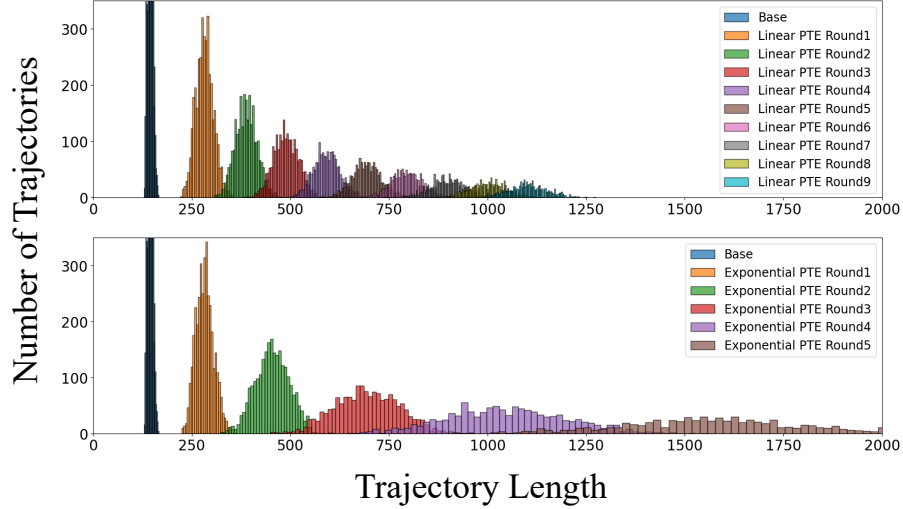 Number of Trajectories
300
200
100
0
0 250 500 750 1000 1250 1500 1750 2000
Base
Linear PTE Round1
Linear PTE Round2
Linear PTE Round3
Linear PTE Round4
Linear PTE Round5
Linear PTE Round6
Linear PTE Round7
Linear PTE Round8
Linear PTE Round9
300
200
100
0
0 250 500 750 1000 1250 1500 1750 2000
Base
Exponential PTE Round1
Exponential PTE Round2
Exponential PTE Round3
Exponential PTE Round4
Exponential PTE Round5
Trajectory Length